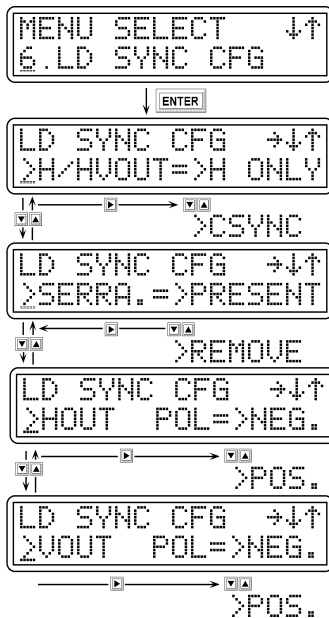 MENU SELECT ↓↑
6.LD SYNC CFG
ENTER
LD SYNC CFG →↓↑
>H/HVOUT=>H ONLY
>CSYNC
LD SYNC CFG →↓↑
>SERRA.=>PRESENT
>REMOVE
LD SYNC CFG →↓↑
>HOUT POL=>NEG.
>POS.
LD SYNC CFG →↓↑
>VOUT POL=>NEG.
>POS.